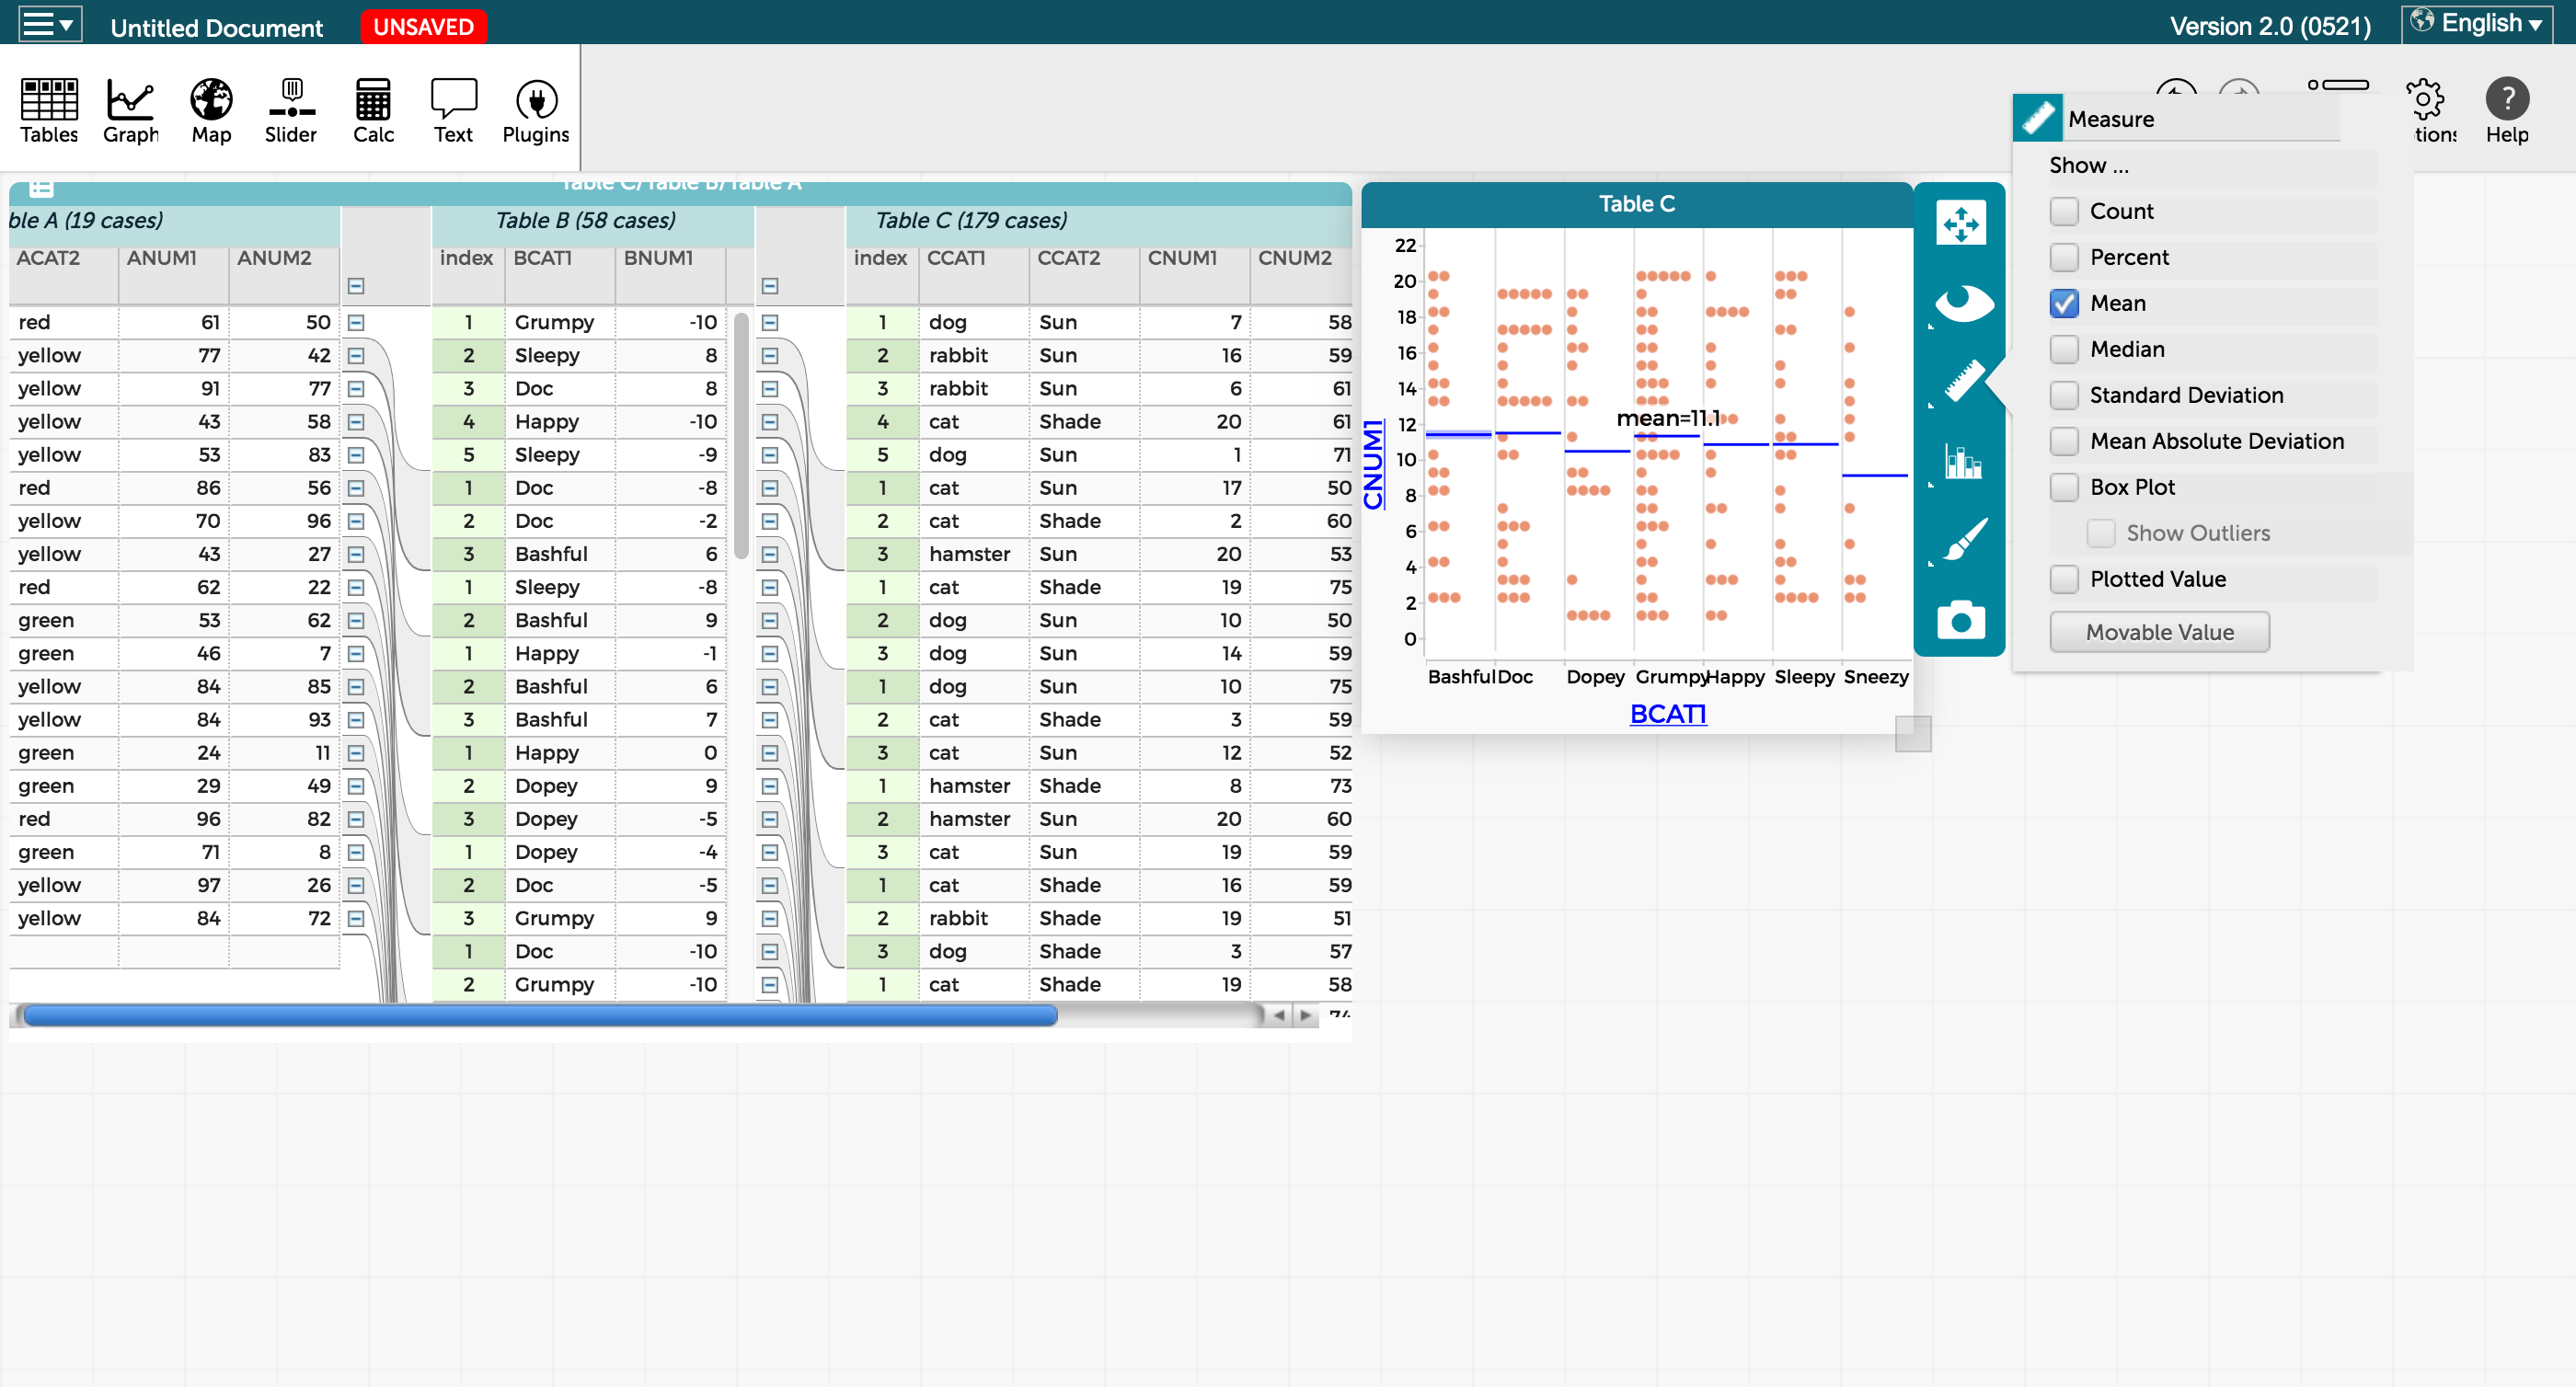 Untitled Document UNSAVED Version 2.0 (0521) English
Tables Graph Map Slider Calc Text Plugins tions Help
Table C/Table B/Table A
ble A (19 cases) Table B (58 cases) Table C (179 cases)
ACAT2 ANUM1 ANUM2 index BCAT1 BNUM1 index CCAT1 CCAT2 CNUM1 CNUM2
red 61 50 1 Grumpy -10 1 dog Sun 7 58
yellow 77 42 2 Sleepy 8 2 rabbit Sun 16 59
yellow 91 77 3 Doc 8 3 rabbit Sun 6 61
yellow 43 58 4 Happy -10 4 cat Shade 20 61
yellow 53 83 5 Sleepy -9 5 dog Sun 1 71
red 86 56 1 Doc -8 1 cat Sun 17 50
yellow 70 96 2 Doc -2 2 cat Shade 2 60
yellow 43 27 3 Bashful 6 3 hamster Sun 20 53
red 62 22 1 Sleepy -8 1 cat Shade 19 75
green 53 62 2 Bashful 9 2 dog Sun 10 50
green 46 7 1 Happy -1 3 dog Sun 14 59
yellow 84 85 2 Bashful 6 1 dog Sun 10 75
yellow 84 93 3 Bashful 7 2 cat Shade 3 59
green 24 11 1 Happy 0 3 cat Sun 12 52
green 29 49 2 Dopey 9 1 hamster Shade 8 73
red 96 82 3 Dopey -5 2 hamster Sun 20 60
green 71 8 1 Dopey -4 3 cat Sun 19 59
yellow 97 26 2 Doc -5 1 cat Shade 16 59
yellow 84 72 3 Grumpy 9 2 rabbit Shade 19 51
1 Doc -10 3 dog Shade 3 57
2 Grumpy -10 1 cat Shade 19 58
74
Table C
22
20
18
16
14
12
10
8
6
4
2
0
CNUM1
mean=11.1
Bashful Doc Dopey Grumpy Happy Sleepy Sneezy
BCAT1
Measure
Show ...
Count
Percent
Mean
Median
Standard Deviation
Mean Absolute Deviation
Box Plot
Show Outliers
Plotted Value
Movable Value